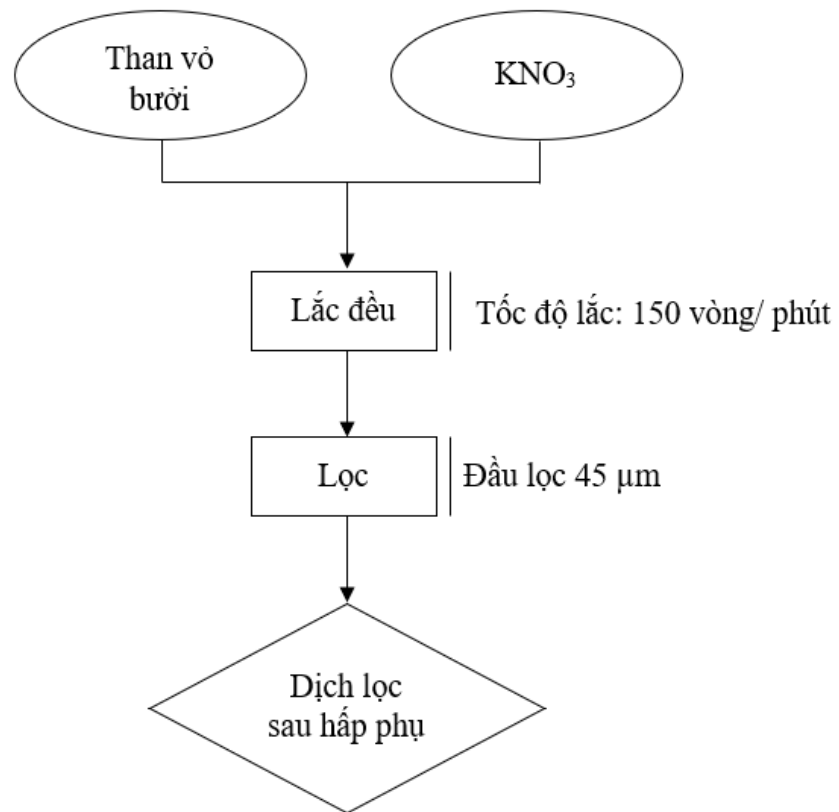 Than vỏ
bưởi
KNO₃
Lắc đều
Tốc độ lắc: 150 vòng/ phút
Lọc
Đầu lọc 45 µm
Dịch lọc
sau hấp phụ